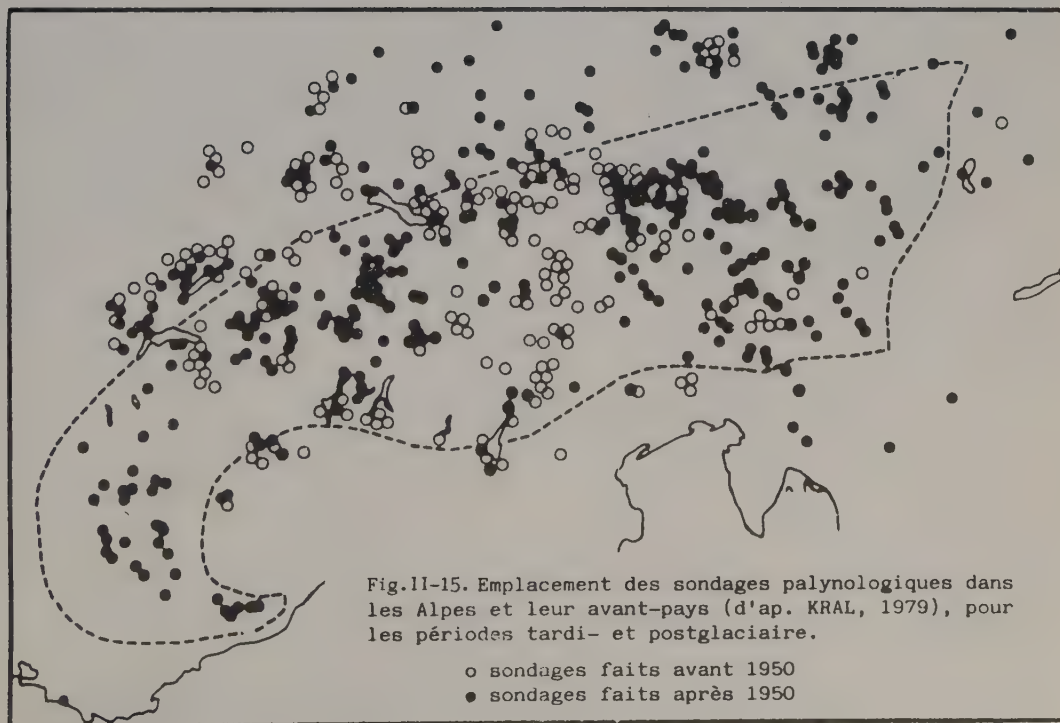 Fig.II-15. Emplacement des sondages palynologiques dans
les Alpes et leur avant-pays (d'ap. KRAL, 1979), pour
les périodes tardi- et postglaciaire.
o sondages faits avant 1950
● sondages faits après 1950